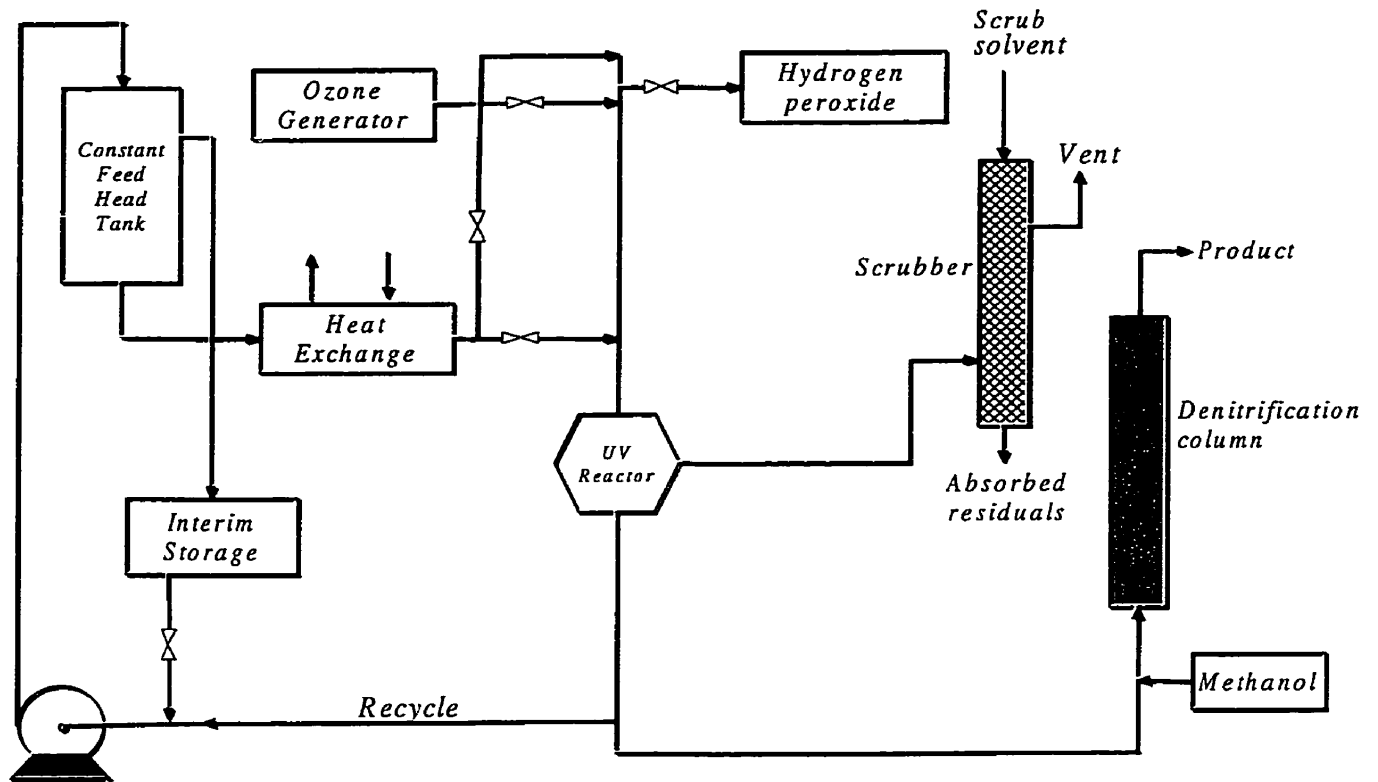 Scrub
solvent
Ozone
Generator
Hydrogen
peroxide
Constant
Feed
Head
Tank
Vent
Scrubber
Product
Heat
Exchange
Denitrification
column
UV
Reactor
Absorbed
residuals
Interim
Storage
Methanol
Recycle